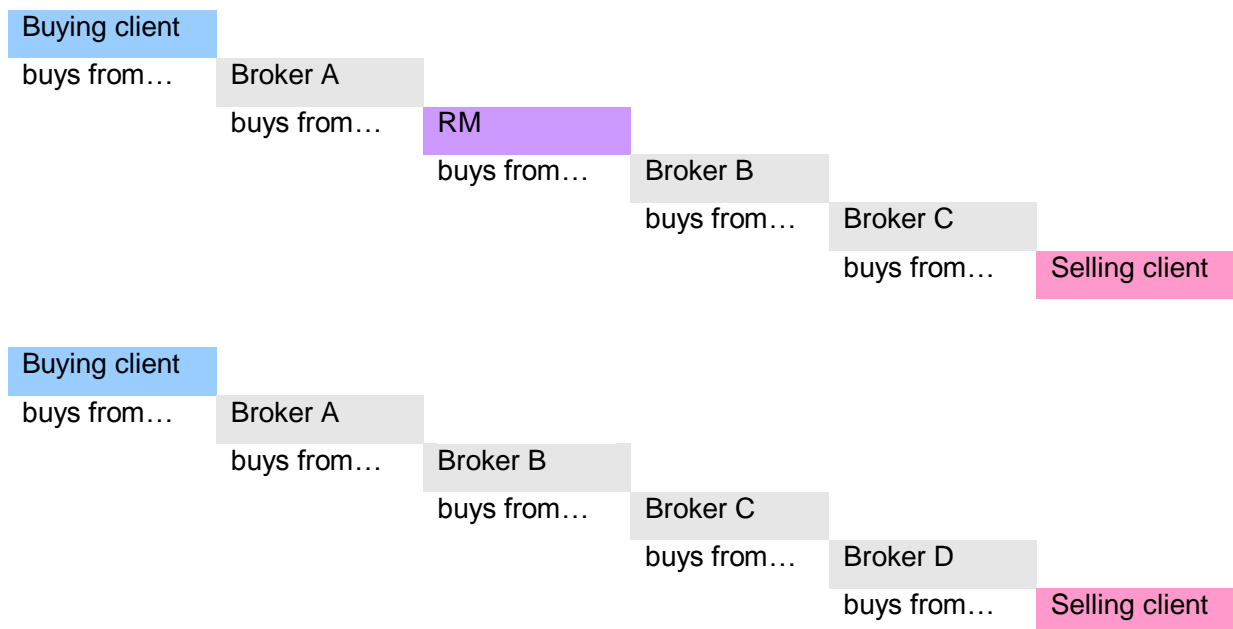 Buying client
buys from… Broker A
buys from… RM
buys from… Broker B
buys from… Broker C
buys from… Selling client
Buying client
buys from… Broker A
buys from… Broker B
buys from… Broker C
buys from… Broker D
buys from… Selling client